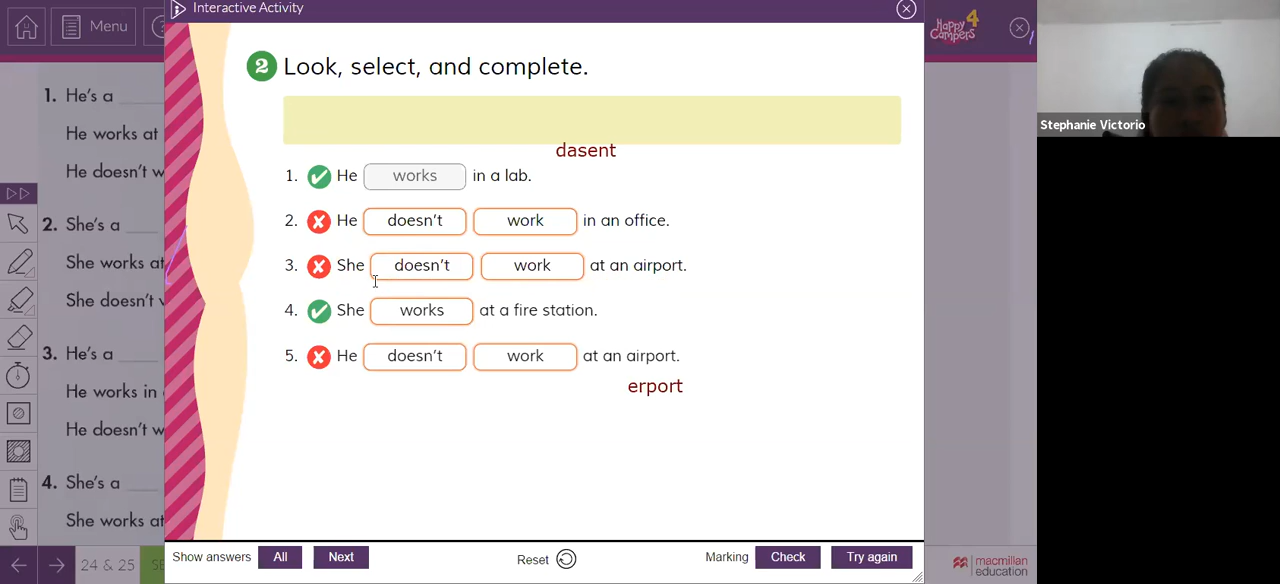 Interactive Activity
Menu
Happy Campers 4
2 Look, select, and complete.
Stephanie Victorio
dasent
1. He works in a lab.
2. He doesn't work in an office.
3. She doesn't work at an airport.
4. She works at a fire station.
5. He doesn't work at an airport.
erport
1. He's a
He works at
He doesn't w
2. She's a
She works at
She doesn't w
3. He's a
He works in
He doesn't w
4. She's a
She works at
24 & 25
SE
Show answers All Next Reset Marking Check Try again
macmillan education